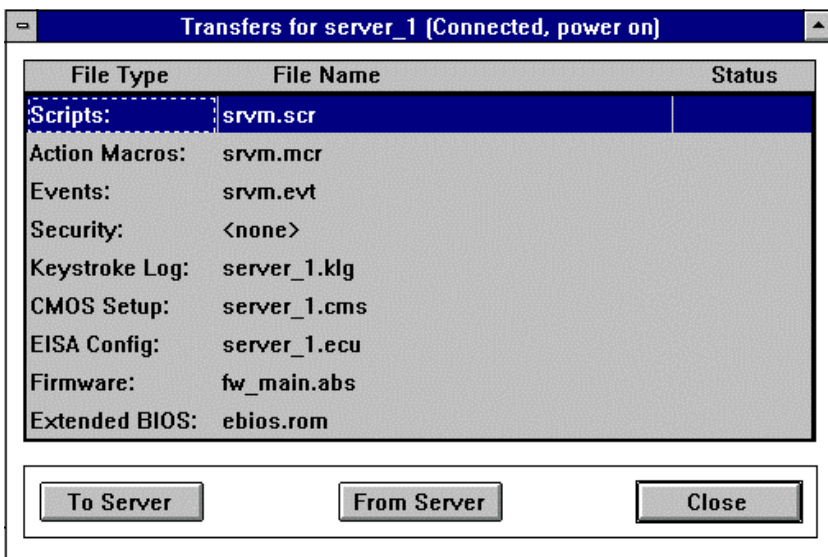 Transfers for server_1 (Connected, power on)
File Type File Name Status
Scripts: srvm.scr
Action Macros: srvm.mcr
Events: srvm.evt
Security: <none>
Keystroke Log: server_1.klg
CMOS Setup: server_1.cms
EISA Config: server_1.ecu
Firmware: fw_main.abs
Extended BIOS: ebios.rom
To Server From Server Close